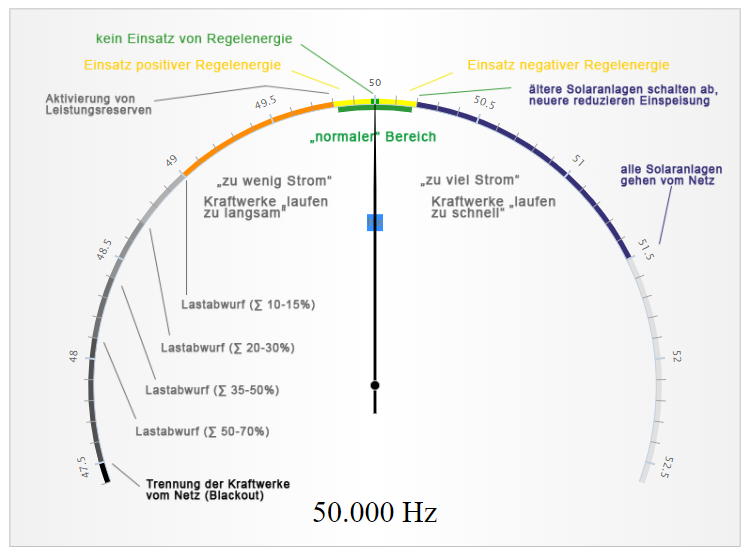 kein Einsatz von Regelenergie
Einsatz positiver Regelenergie
Einsatz negativer Regelenergie
Aktivierung von
Leistungsreserven
ältere Solaranlagen schalten ab,
neuere reduzieren Einspeisung
50
49.5
50.5
„normaler" Bereich
49
51
„zu wenig Strom"
Kraftwerke „laufen
zu langsam"
„zu viel Strom"
Kraftwerke „laufen
zu schnell"
alle Solaranlagen
gehen vom Netz
48.5
51.5
Lastabwurf (∑ 10-15%)
Lastabwurf (∑ 20-30%)
48
52
Lastabwurf (∑ 35-50%)
Lastabwurf (∑ 50-70%)
47.5
52.5
Trennung der Kraftwerke
vom Netz (Blackout)
50.000 Hz